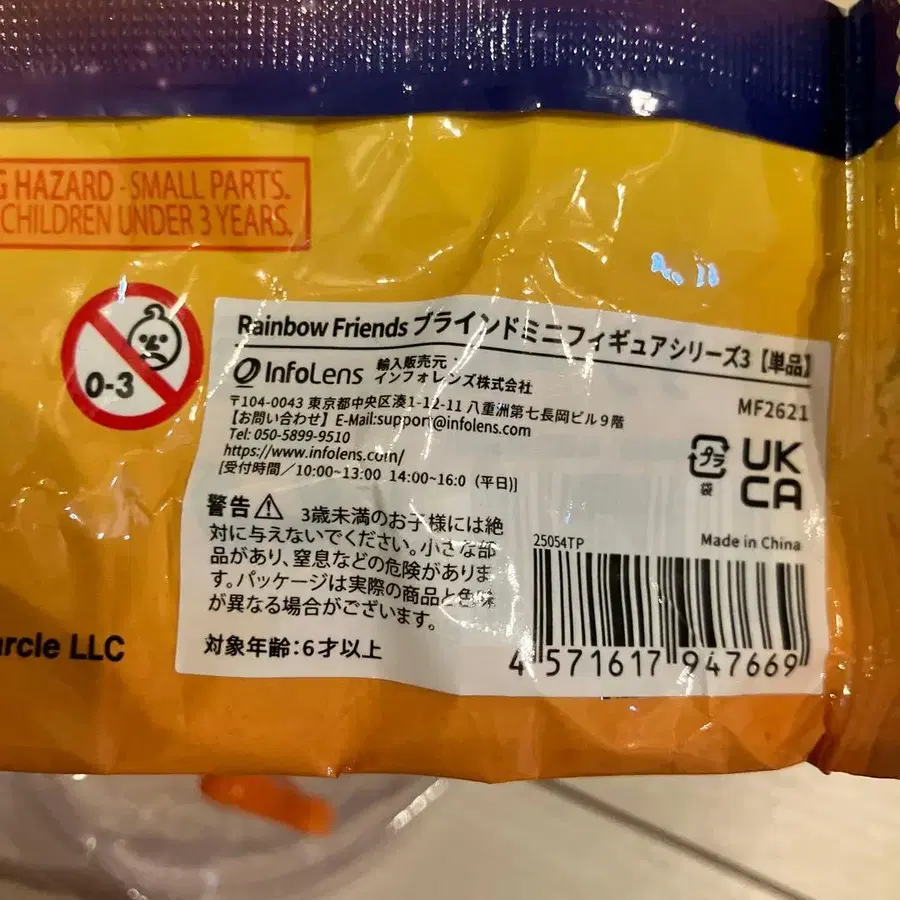 G HAZARD - SMALL PARTS.
CHILDREN UNDER 3 YEARS.
0-3
Rainbow Friends ブラインドミニフィギュアシリーズ3【単品】
InfoLens 輸入販売元：
インフォレンズ株式会社
MF2621
〒104-0043 東京都中央区湊1-12-11 八重洲第七長岡ビル9階
【お問い合わせ】E-Mail:support@infolens.com
Tel: 050-5899-9510
https://www.infolens.com/
[受付時間／10:00~13:00 14:00~16:0（平日)]
プラ
袋
UK
CA
警告⚠ 3歳未満のお子様には絶
対に与えないでください。小さな部
品があり、窒息などの危険がありま
す。パッケージは実際の商品と色味
が異なる場合がございます。
対象年齢：6才以上
25054TP
Made in China
4 571617 947669
rcle LLC